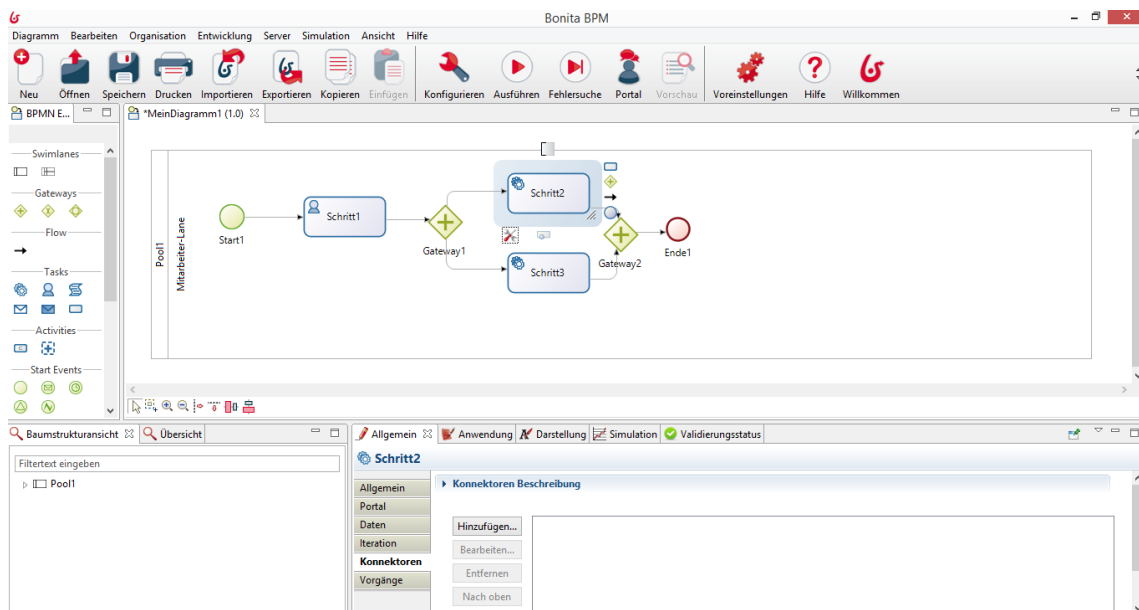 Bonita BPM
Diagramm Bearbeiten Organisation Entwicklung Server Simulation Ansicht Hilfe
Neu Öffnen Speichern Drucken Importieren Exportieren Kopieren Einfügen Konfigurieren Ausführen Fehlersuche Portal Vorschau Voreinstellungen Hilfe Willkommen
BPMN E...
*MeinDiagramm1 (1.0)
Swimlanes
Gateways
Flow
Tasks
Activities
Start Events
Pool1
Mitarbeiter-Lane
Start1
Schritt1
Gateway1
Schritt2
Schritt3
Gateway2
Ende1
Baumstrukturansicht Übersicht
Filtertext eingeben
Pool1
Allgemein Anwendung Darstellung Simulation Validierungsstatus
Schritt2
Allgemein
Portal
Daten
Iteration
Konnektoren
Vorgänge
Konnektoren Beschreibung
Hinzufügen...
Bearbeiten...
Entfernen
Nach oben